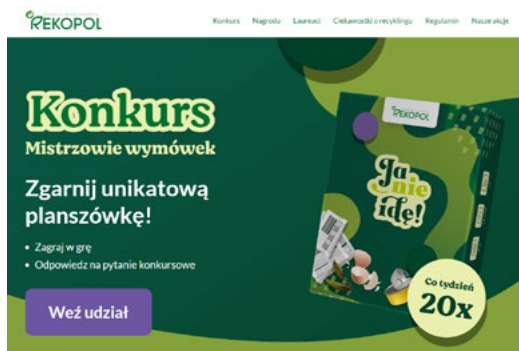 REKOPOL
Konkurs Nagroda Laureaci Ciekawostki o recyklingu Regulamin Nasze akcje
Konkurs
Mistrzowie wymówek
Zgarnij unikatową
planszówkę!
• Zagraj w grę
• Odpowiedz na pytanie konkursowe
Weź udział
REKOPOL
Ja
nie
idę!
Co tydzień
20x